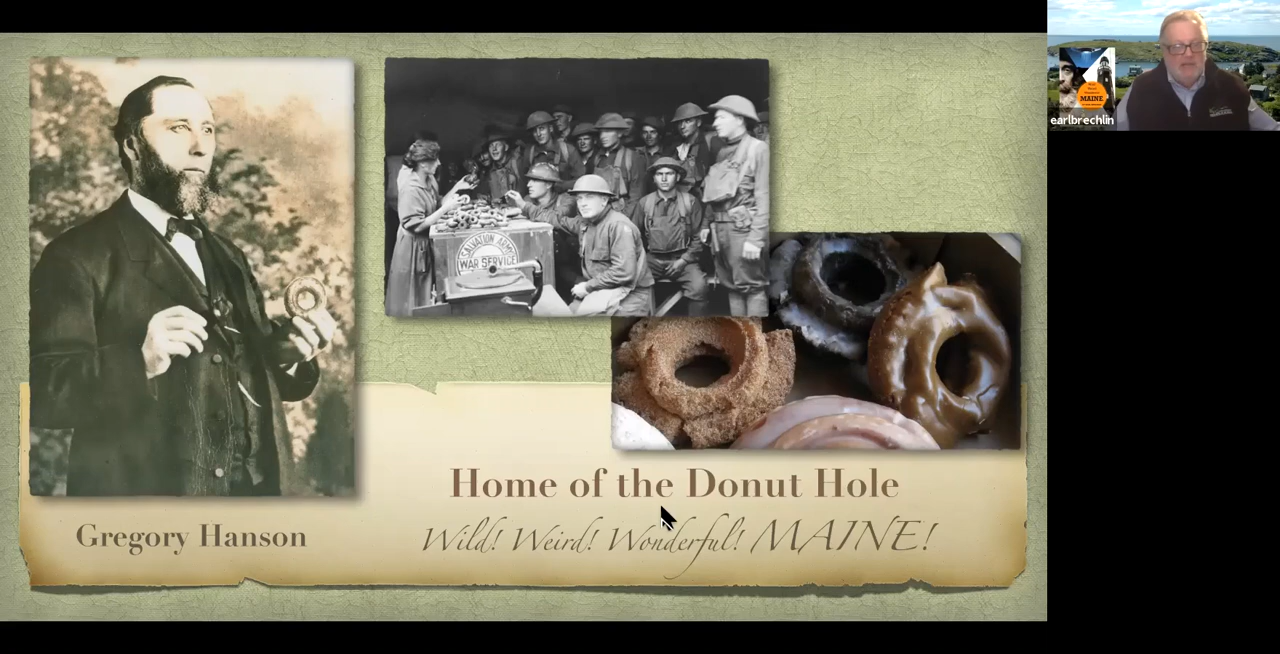 SALVATION ARMY
WAR SERVICE
Home of the Donut Hole
Gregory Hanson
Wild! Weird! Wonderful! MAINE!
MAINE
earlbrechlin